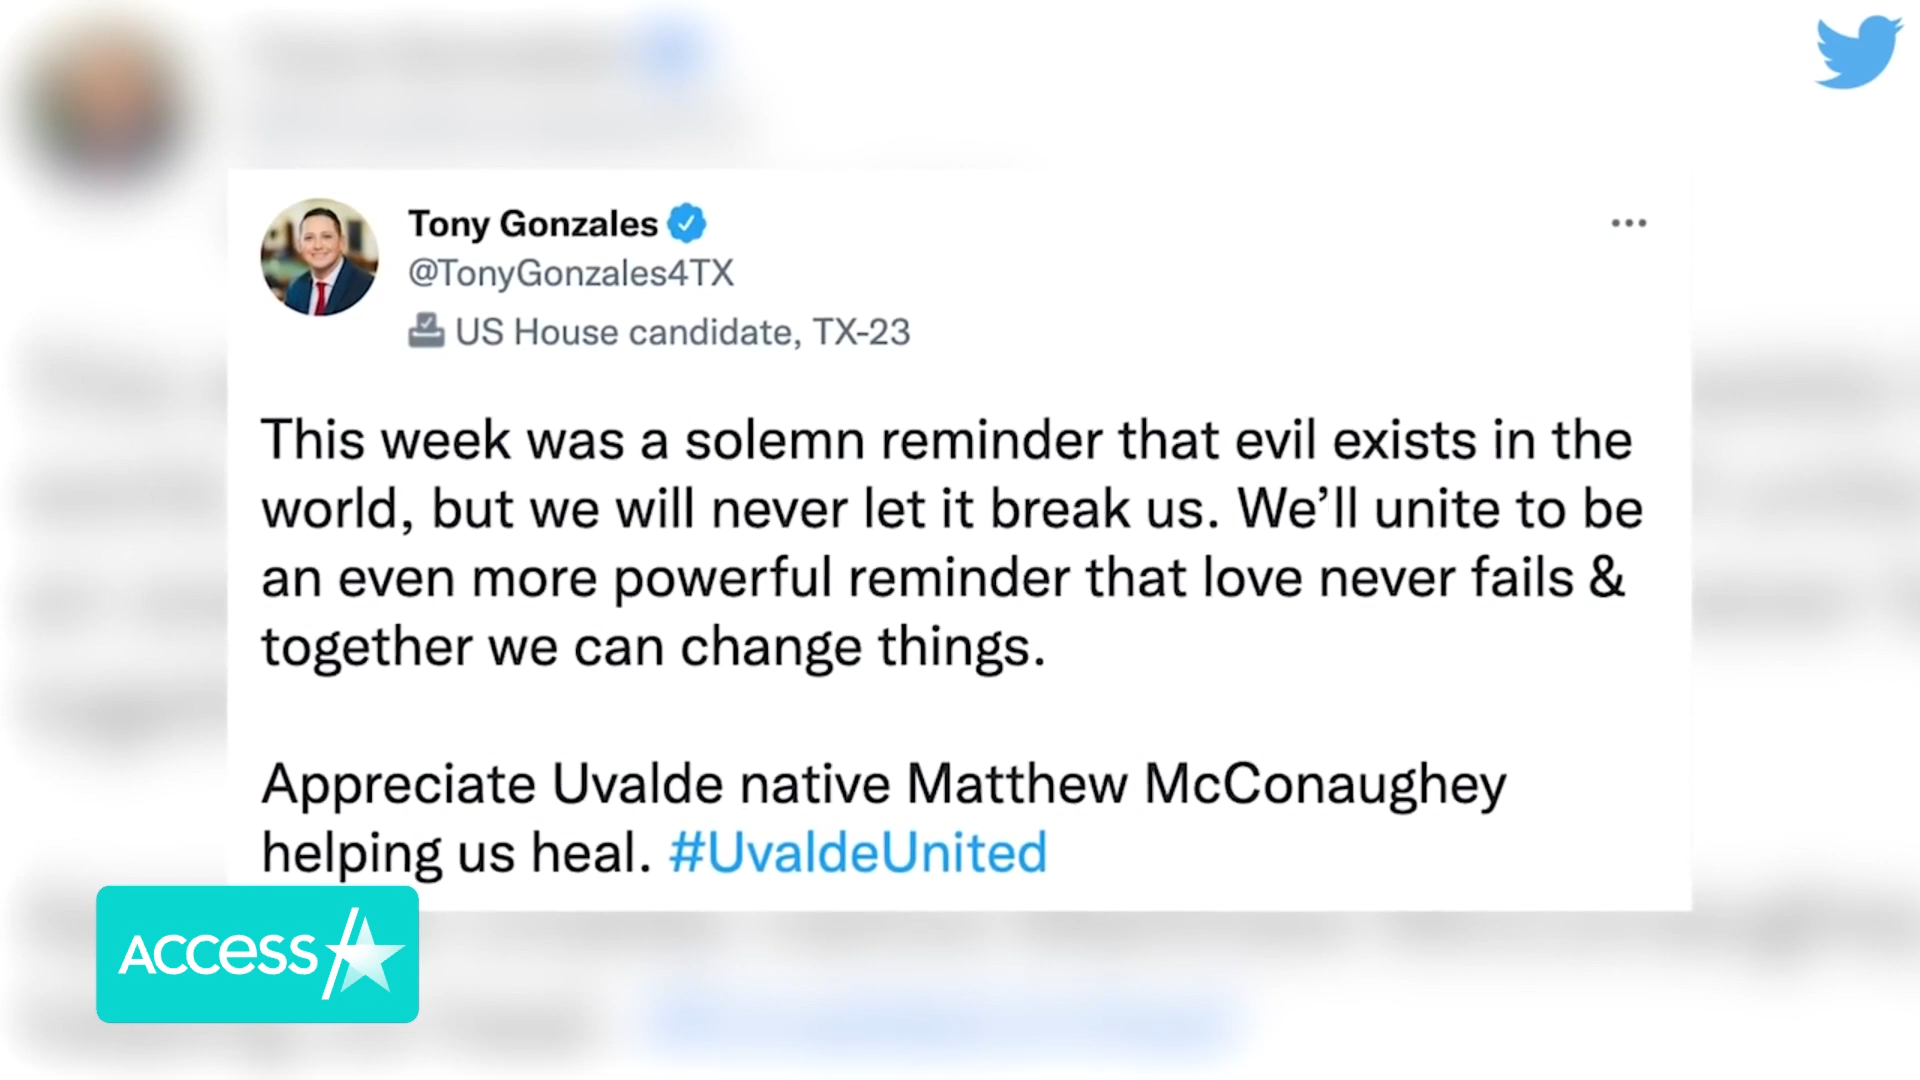 Tony Gonzales
@TonyGonzales4TX
US House candidate, TX-23
This week was a solemn reminder that evil exists in the
world, but we will never let it break us. We’ll unite to be
an even more powerful reminder that love never fails &
together we can change things.
Appreciate Uvalde native Matthew McConaughey
helping us heal. #UvaldeUnited
ACCESS